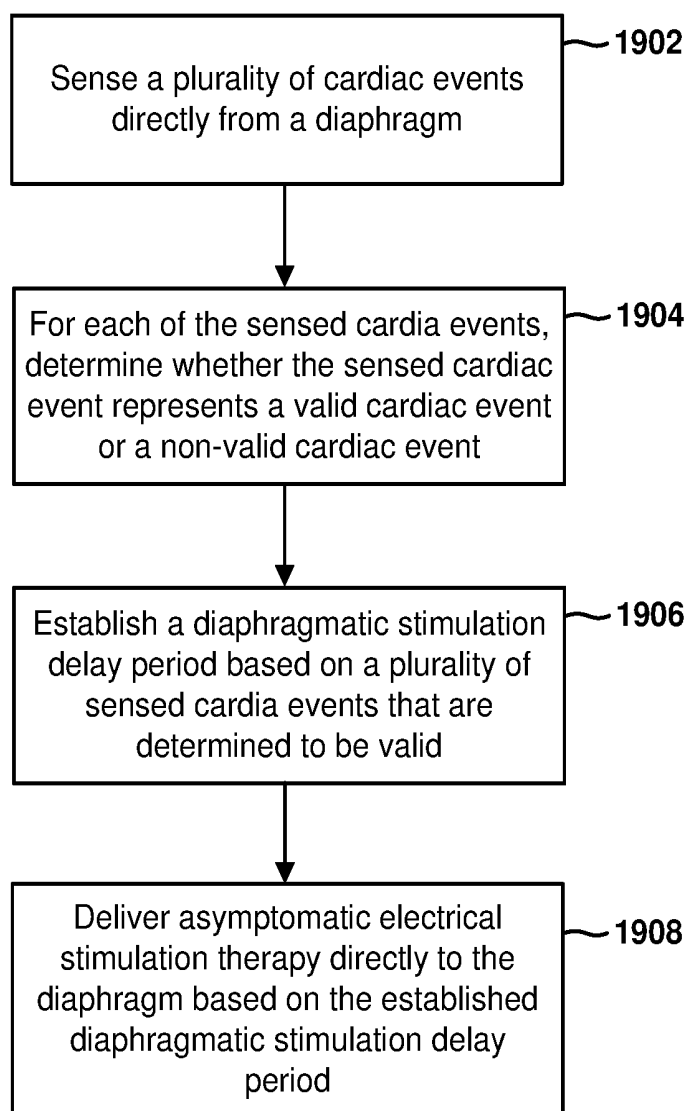 1902
Sense a plurality of cardiac events
directly from a diaphragm
1904
For each of the sensed cardia events,
determine whether the sensed cardiac
event represents a valid cardiac event
or a non-valid cardiac event
1906
Establish a diaphragmatic stimulation
delay period based on a plurality of
sensed cardia events that are
determined to be valid
1908
Deliver asymptomatic electrical
stimulation therapy directly to the
diaphragm based on the established
diaphragmatic stimulation delay
period